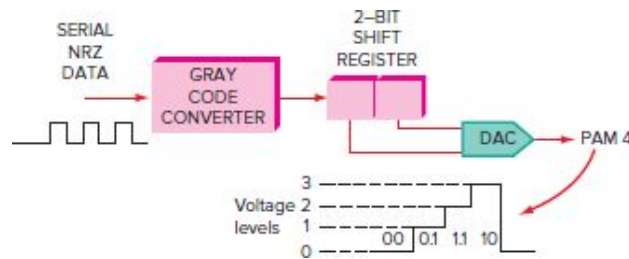 SERIAL
NRZ
DATA
GRAY
CODE
CONVERTER
2–BIT
SHIFT
REGISTER
DAC
PAM 4
Voltage
levels
3
2
1
0
00 0.1 1.1 10